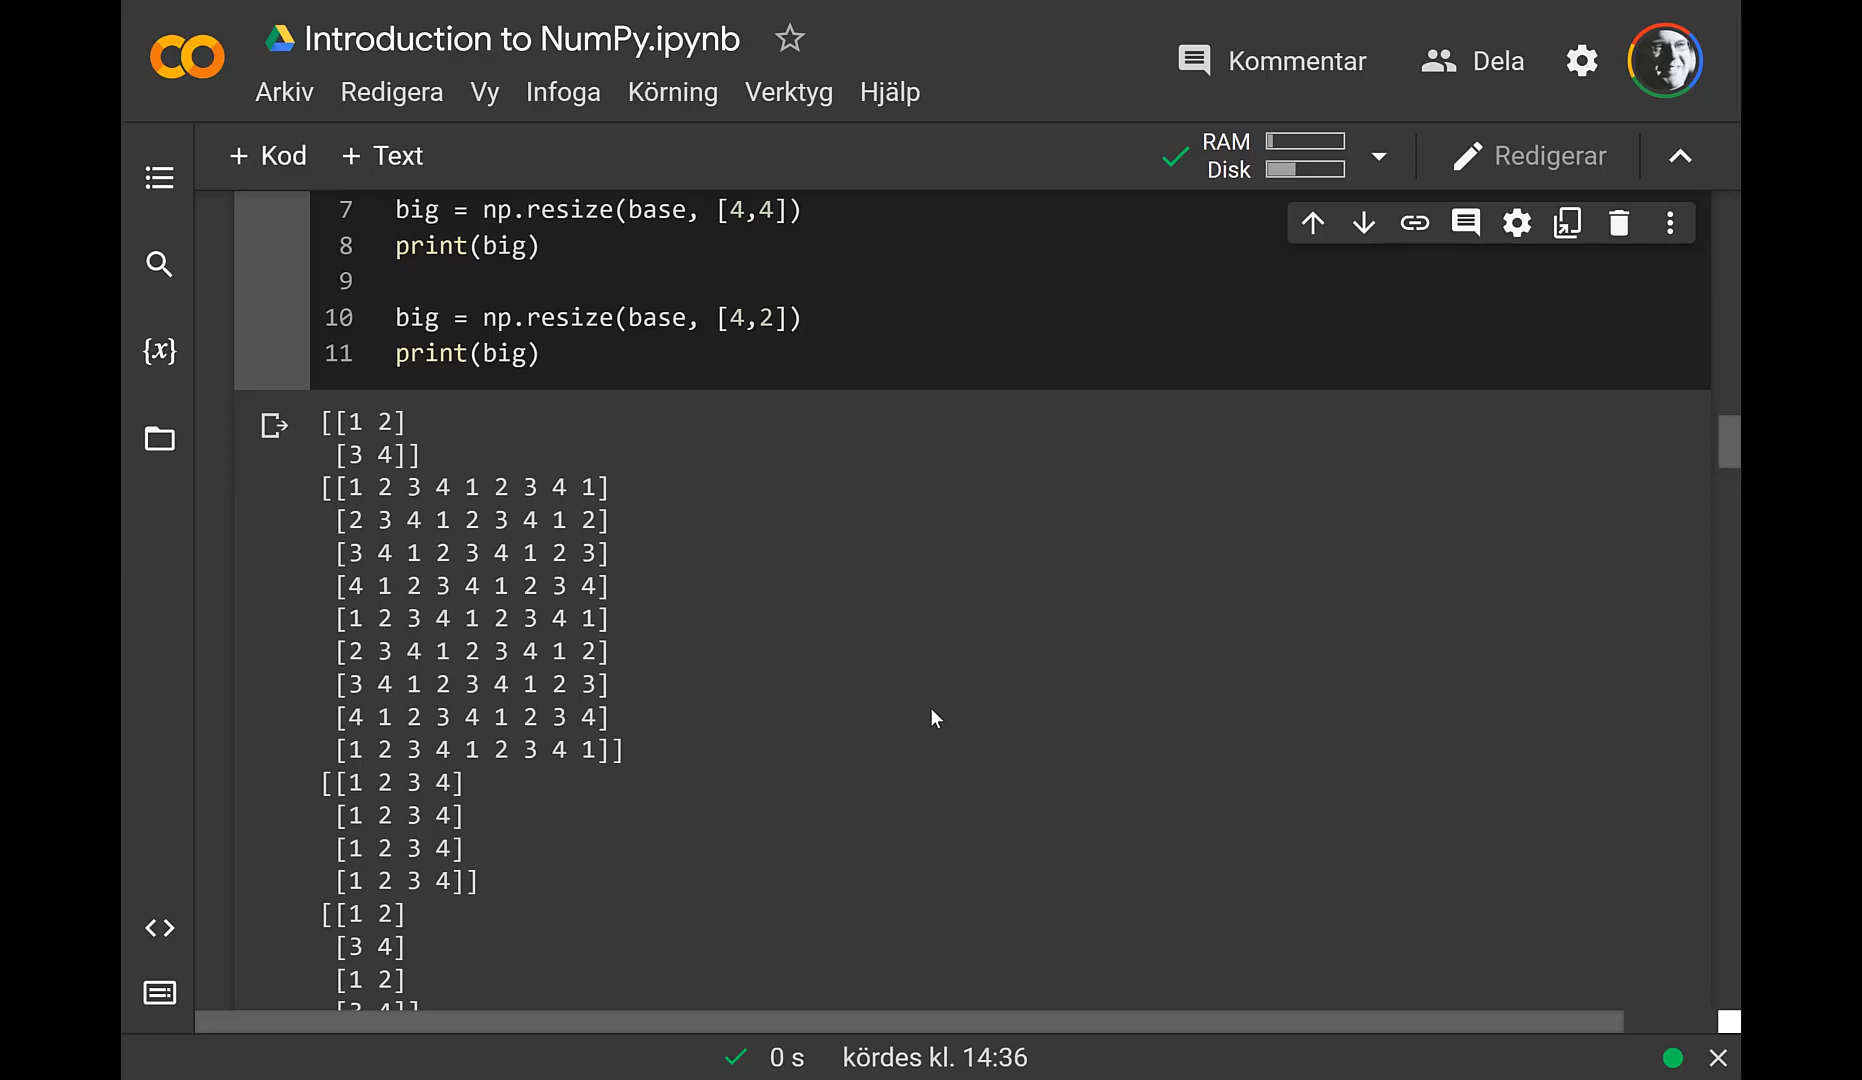 Introduction to NumPy.ipynb
Kommentar
Dela
Arkiv Redigera Vy Infoga Körning Verktyg Hjälp
+ Kod + Text
RAM
Disk
Redigerar
{x}
7 big = np.resize(base, [4,4])
8 print(big)
9
10 big = np.resize(base, [4,2])
11 print(big)
[[1 2]
[3 4]]
[[1 2 3 4 1 2 3 4 1]
[2 3 4 1 2 3 4 1 2]
[3 4 1 2 3 4 1 2 3]
[4 1 2 3 4 1 2 3 4]
[1 2 3 4 1 2 3 4 1]
[2 3 4 1 2 3 4 1 2]
[3 4 1 2 3 4 1 2 3]
[4 1 2 3 4 1 2 3 4]
[1 2 3 4 1 2 3 4 1]]
[[1 2 3 4]
[1 2 3 4]
[1 2 3 4]
[1 2 3 4]]
[[1 2]
[3 4]
[1 2]
[3 4]]
0 s kördes kl. 14:36